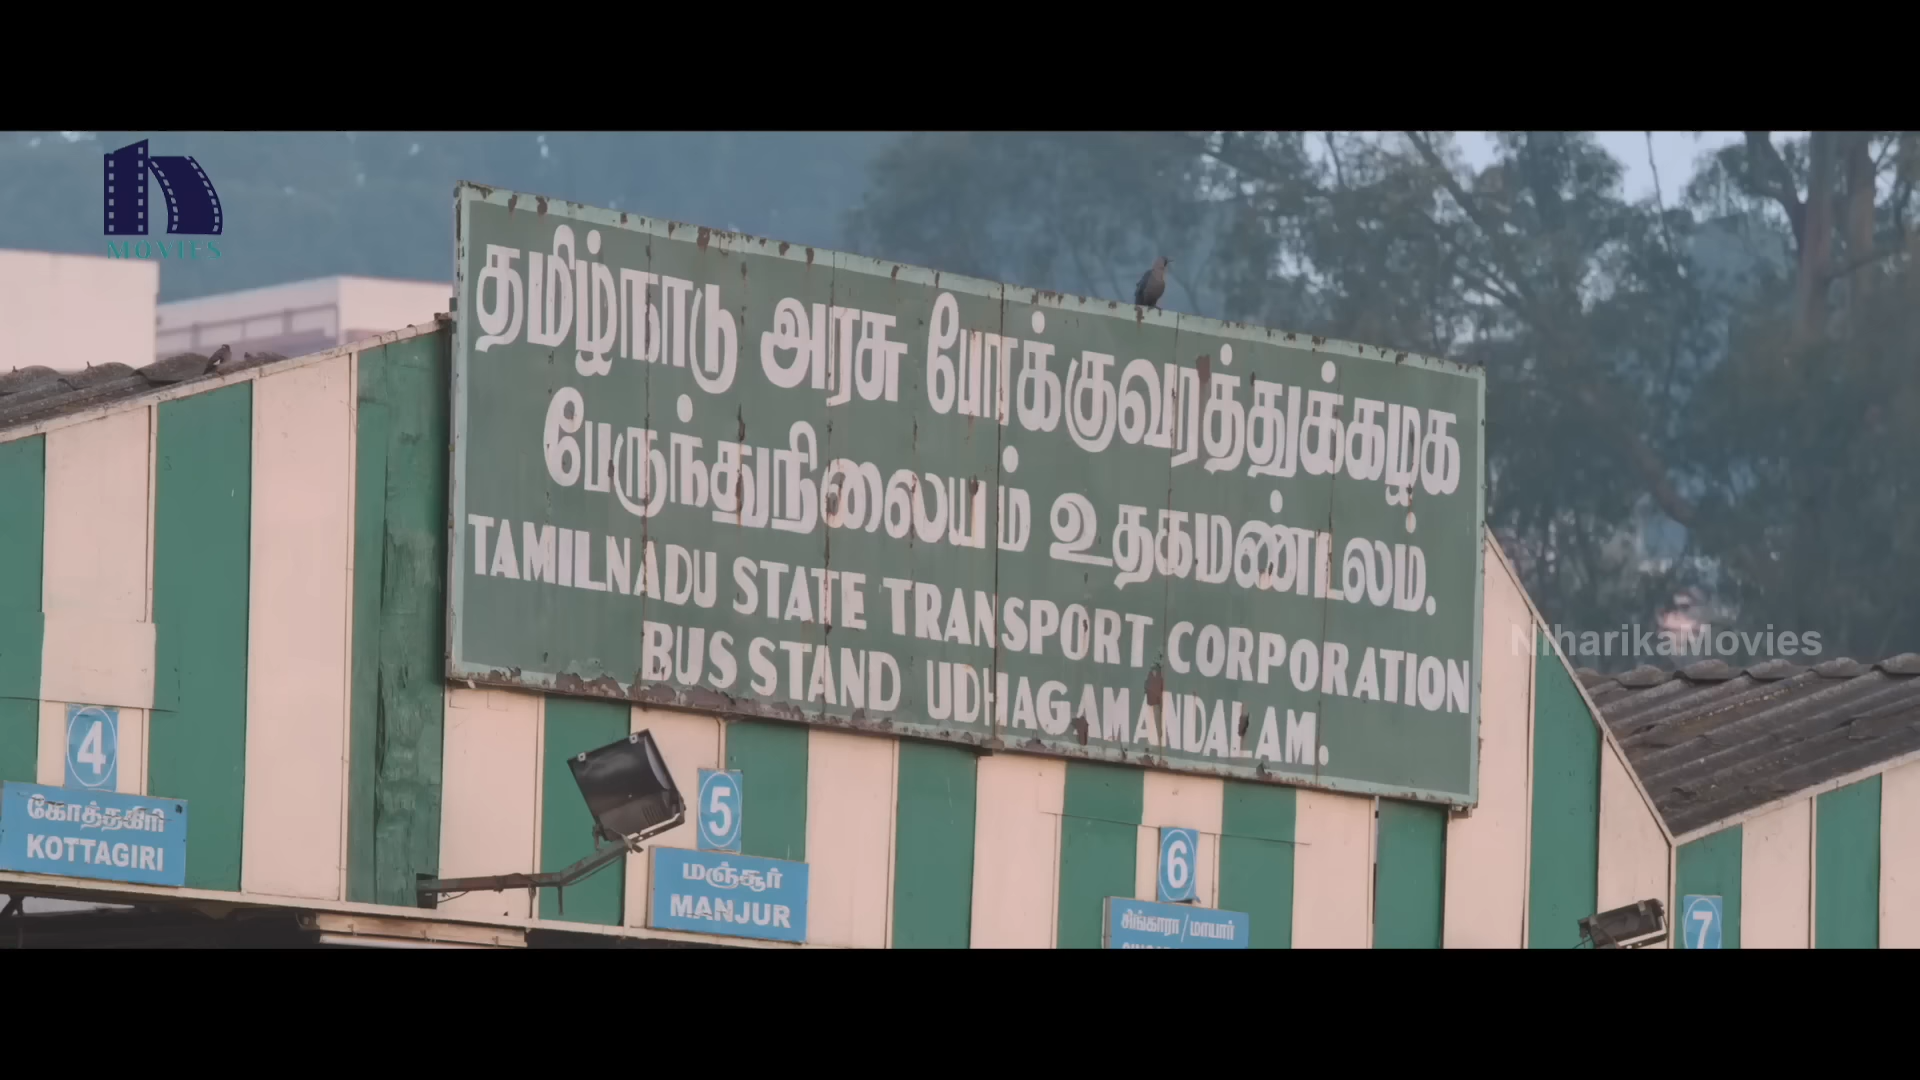 MOVIES
தமிழ்நாடு அரசு போக்குவரத்துக்கழக
பேருந்துநிலையம் உதகமண்டலம்.
TAMILNADU STATE TRANSPORT CORPORATION
BUS STAND UDHAGAMANDALAM.
NiharikaMovies
4
கோத்தகிரி
KOTTAGIRI
5
மஞ்சூர்
MANJUR
6
சிங்காரா/மாயார்
7